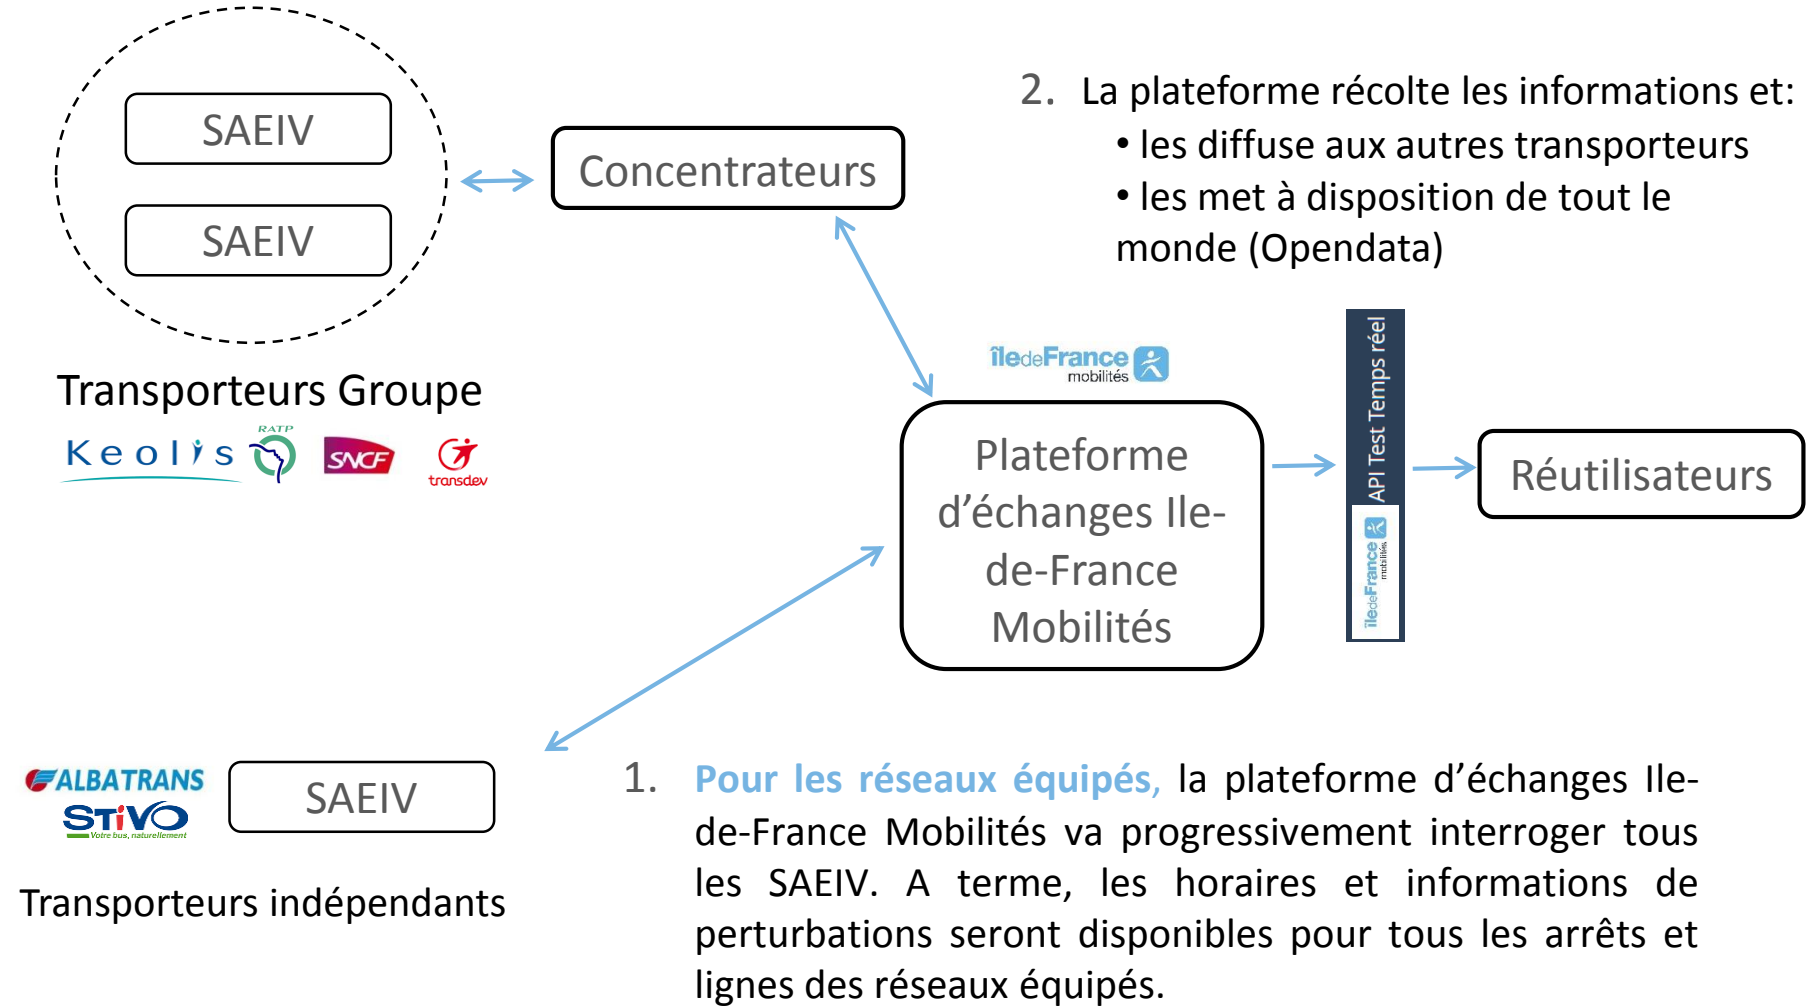 SAEIV
SAEIV
Concentrateurs
2. La plateforme récolte les informations et:
• les diffuse aux autres transporteurs
• les met à disposition de tout le
monde (Opendata)
Transporteurs Groupe
Keolis
RATP
SNCF
transdev
îledeFrance
mobilités
Plateforme
d’échanges Ile-
de-France
Mobilités
API Test Temps réel
îledeFrance
mobilités
Réutilisateurs
ALBATRANS
STiVO
Votre bus, naturellement
SAEIV
Transporteurs indépendants
1. Pour les réseaux équipés, la plateforme d’échanges Ile-
de-France Mobilités va progressivement interroger tous
les SAEIV. A terme, les horaires et informations de
perturbations seront disponibles pour tous les arrêts et
lignes des réseaux équipés.